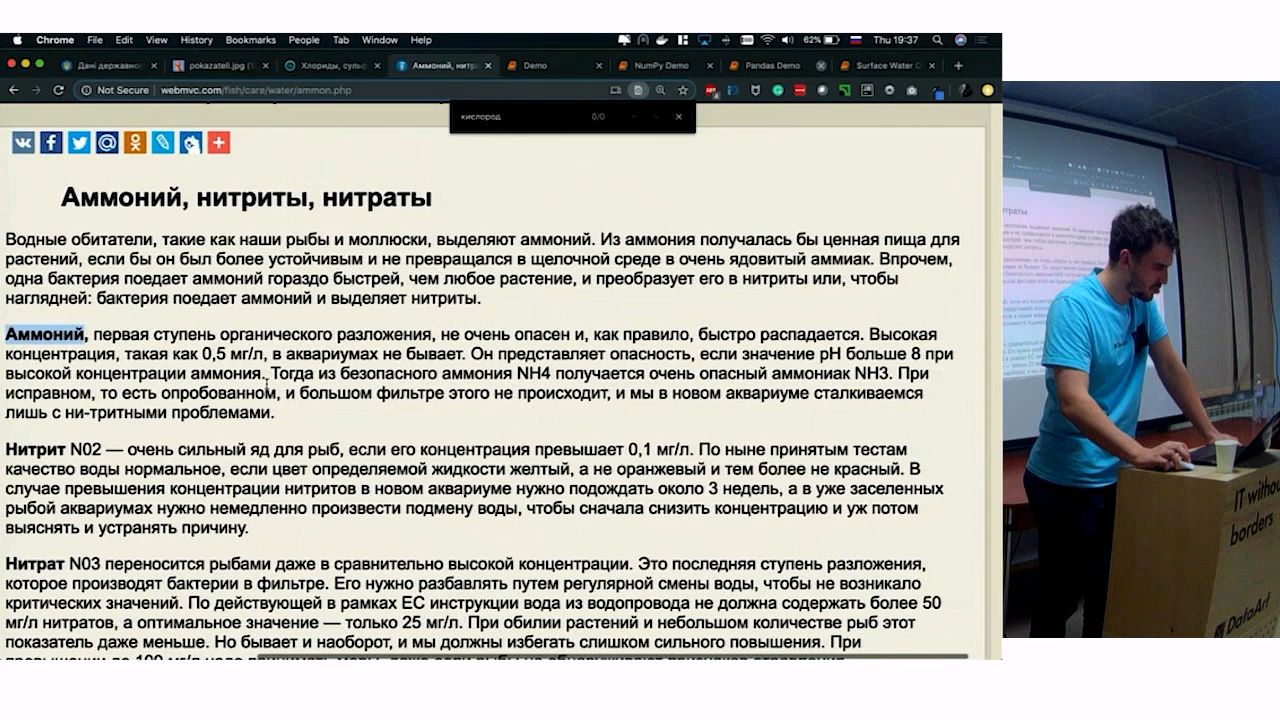 Chrome File Edit View History Bookmarks People Tab Window Help 62% Thu 19:37
Дані державно × pokazateli.jpg (1 × Хлориды, суль × Аммоний, нитр × Demo × NumPy Demo × Pandas Demo × Surface Water × +
Not Secure | webmvc.com/fish/care/water/ammon.php
кислород 0/0
Аммоний, нитриты, нитраты
Водные обитатели, такие как наши рыбы и моллюски, выделяют аммоний. Из аммония получалась бы ценная пища для
растений, если бы он был более устойчивым и не превращался в щелочной среде в очень ядовитый аммиак. Впрочем,
одна бактерия поедает аммоний гораздо быстрей, чем любое растение, и преобразует его в нитриты или, чтобы
наглядней: бактерия поедает аммоний и выделяет нитриты.
Аммоний, первая ступень органического разложения, не очень опасен и, как правило, быстро распадается. Высокая
концентрация, такая как 0,5 мг/л, в аквариумах не бывает. Он представляет опасность, если значение pH больше 8 при
высокой концентрации аммония. Тогда из безопасного аммония NH4 получается очень опасный аммониак NH3. При
исправном, то есть опробованном, и большом фильтре этого не происходит, и мы в новом аквариуме сталкиваемся
лишь с ни-тритными проблемами.
Нитрит N02 — очень сильный яд для рыб, если его концентрация превышает 0,1 мг/л. По ныне принятым тестам
качество воды нормальное, если цвет определяемой жидкости желтый, а не оранжевый и тем более не красный. В
случае превышения концентрации нитритов в новом аквариуме нужно подождать около 3 недель, а в уже заселенных
рыбой аквариумах нужно немедленно произвести подмену воды, чтобы сначала снизить концентрацию и уж потом
выяснять и устранять причину.
Нитрат N03 переносится рыбами даже в сравнительно высокой концентрации. Это последняя ступень разложения,
которое производят бактерии в фильтре. Его нужно разбавлять путем регулярной смены воды, чтобы не возникало
критических значений. По действующей в рамках ЕС инструкции вода из водопровода не должна содержать более 50
мг/л нитратов, а оптимальное значение — только 25 мг/л. При обилии растений и небольшом количестве рыб этот
показатель даже меньше. Но бывает и наоборот, и мы должны избегать слишком сильного повышения. При
IT without
borders
DataArt